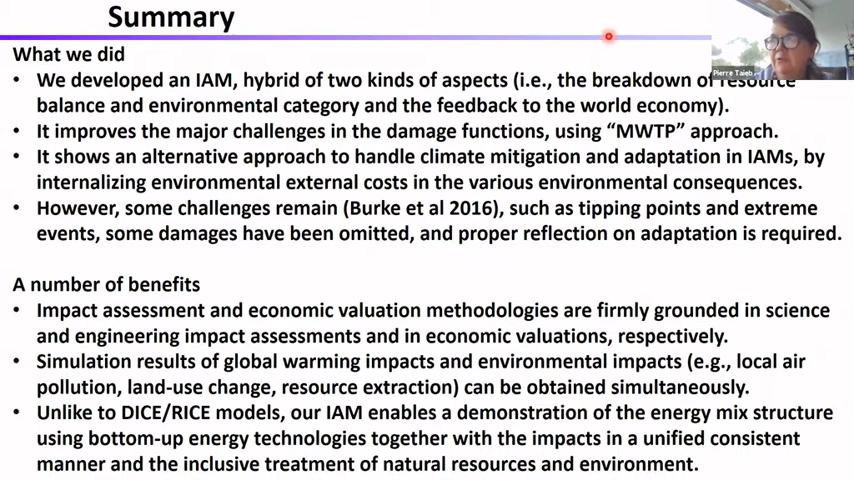 Summary
Pierre Taieb
What we did
• We developed an IAM, hybrid of two kinds of aspects (i.e., the breakdown of resource
balance and environmental category and the feedback to the world economy).
• It improves the major challenges in the damage functions, using “MWTP” approach.
• It shows an alternative approach to handle climate mitigation and adaptation in IAMs, by
internalizing environmental external costs in the various environmental consequences.
• However, some challenges remain (Burke et al 2016), such as tipping points and extreme
events, some damages have been omitted, and proper reflection on adaptation is required.
A number of benefits
• Impact assessment and economic valuation methodologies are firmly grounded in science
and engineering impact assessments and in economic valuations, respectively.
• Simulation results of global warming impacts and environmental impacts (e.g., local air
pollution, land-use change, resource extraction) can be obtained simultaneously.
• Unlike to DICE/RICE models, our IAM enables a demonstration of the energy mix structure
using bottom-up energy technologies together with the impacts in a unified consistent
manner and the inclusive treatment of natural resources and environment.